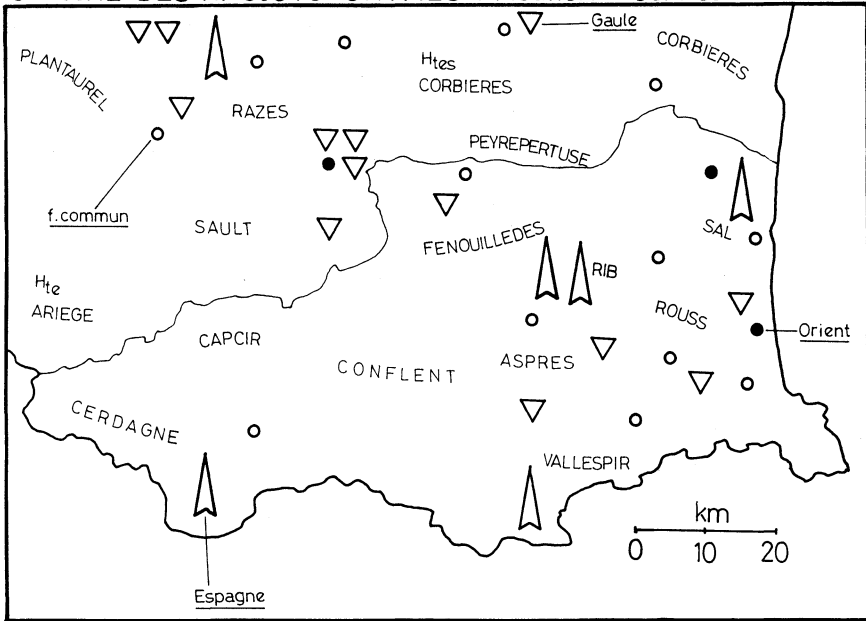 Gaule
CORBIERES
PLANTAUREL
Htes
CORBIERES
RAZES
PEYREPERTUSE
f.commun
SAULT
SAL
FENOUILLEDES
RIB
Hte
ARIEGE
ROUSS
Orient
CAPCIR
ASPRES
CONFLENT
CERDAGNE
VALLESPIR
km
0 10 20
Espagne